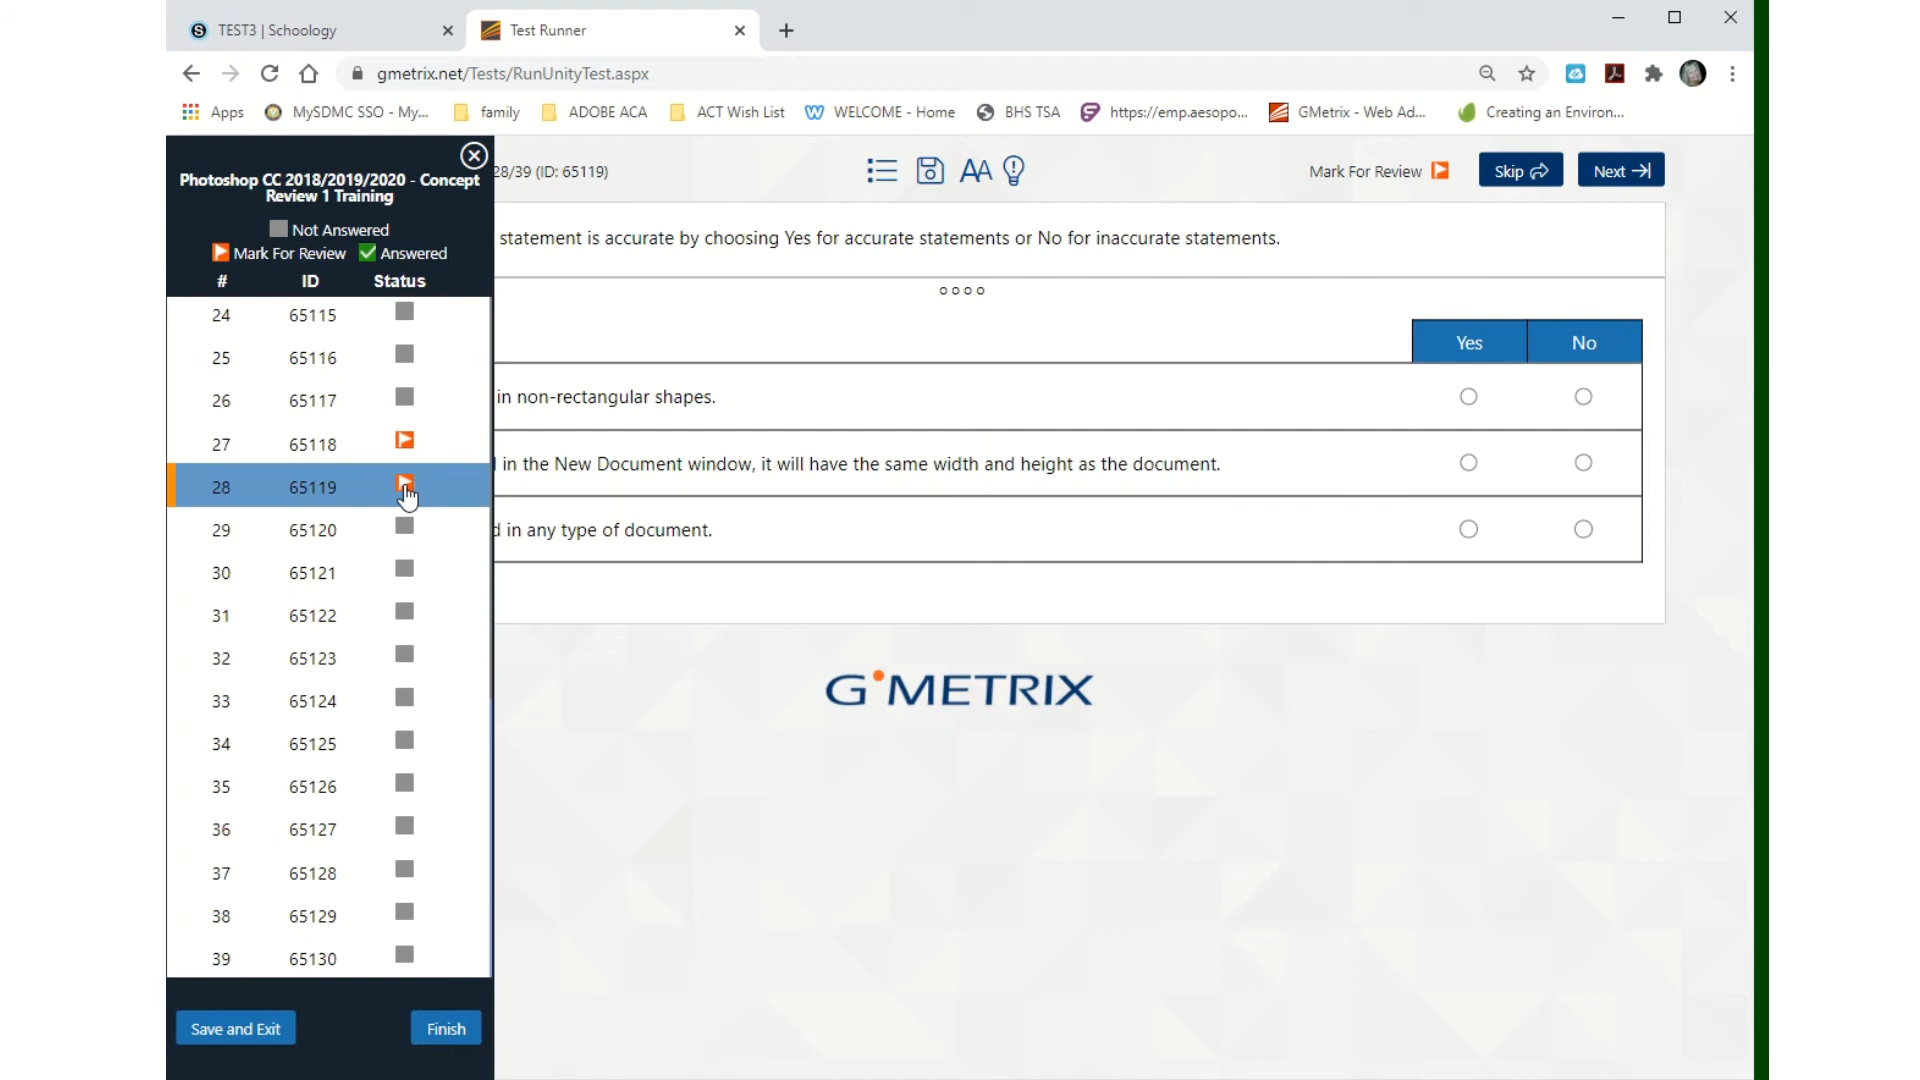 TEST3 | Schoology
Test Runner
gmetrix.net/Tests/RunUnityTest.aspx
Apps MySDMC SSO - My... family ADOBE ACA ACT Wish List WELCOME - Home BHS TSA https://emp.aesopo... GMetrix - Web Ad... Creating an Environ...
Photoshop CC 2018/2019/2020 - Concept
Review 1 Training
Not Answered
Mark For Review Answered
# ID Status
24 65115
25 65116
26 65117
27 65118
28 65119
29 65120
30 65121
31 65122
32 65123
33 65124
34 65125
35 65126
36 65127
37 65128
38 65129
39 65130
Save and Exit Finish
28/39 (ID: 65119)
AA
Mark For Review
Skip
Next
statement is accurate by choosing Yes for accurate statements or No for inaccurate statements.
Yes No
in non-rectangular shapes.
in the New Document window, it will have the same width and height as the document.
in any type of document.
GMETRIX